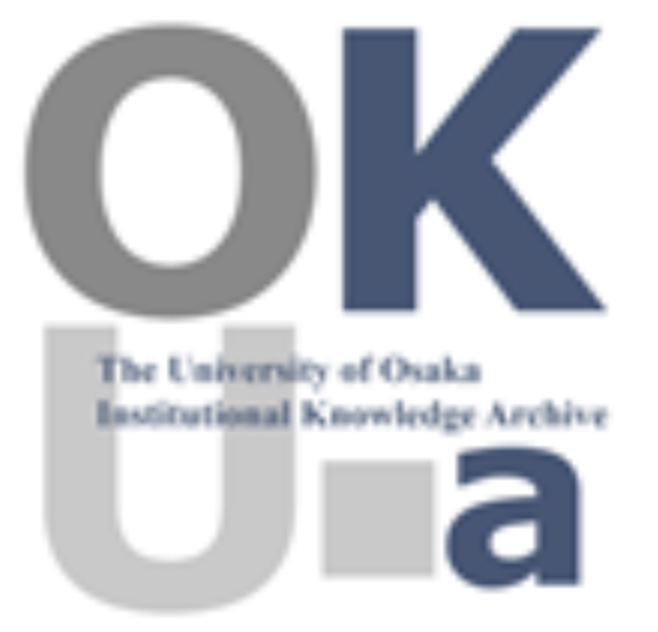 OK
The University of Osaka
Institutional Knowledge Archive
U a